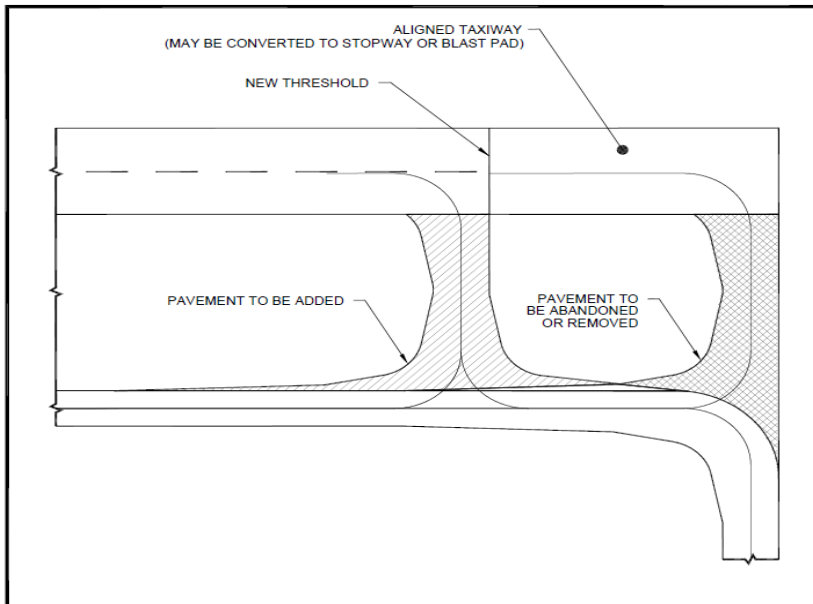 ALIGNED TAXIWAY
(MAY BE CONVERTED TO STOPWAY OR BLAST PAD)
NEW THRESHOLD
PAVEMENT TO BE ADDED
PAVEMENT TO
BE ABANDONED
OR REMOVED